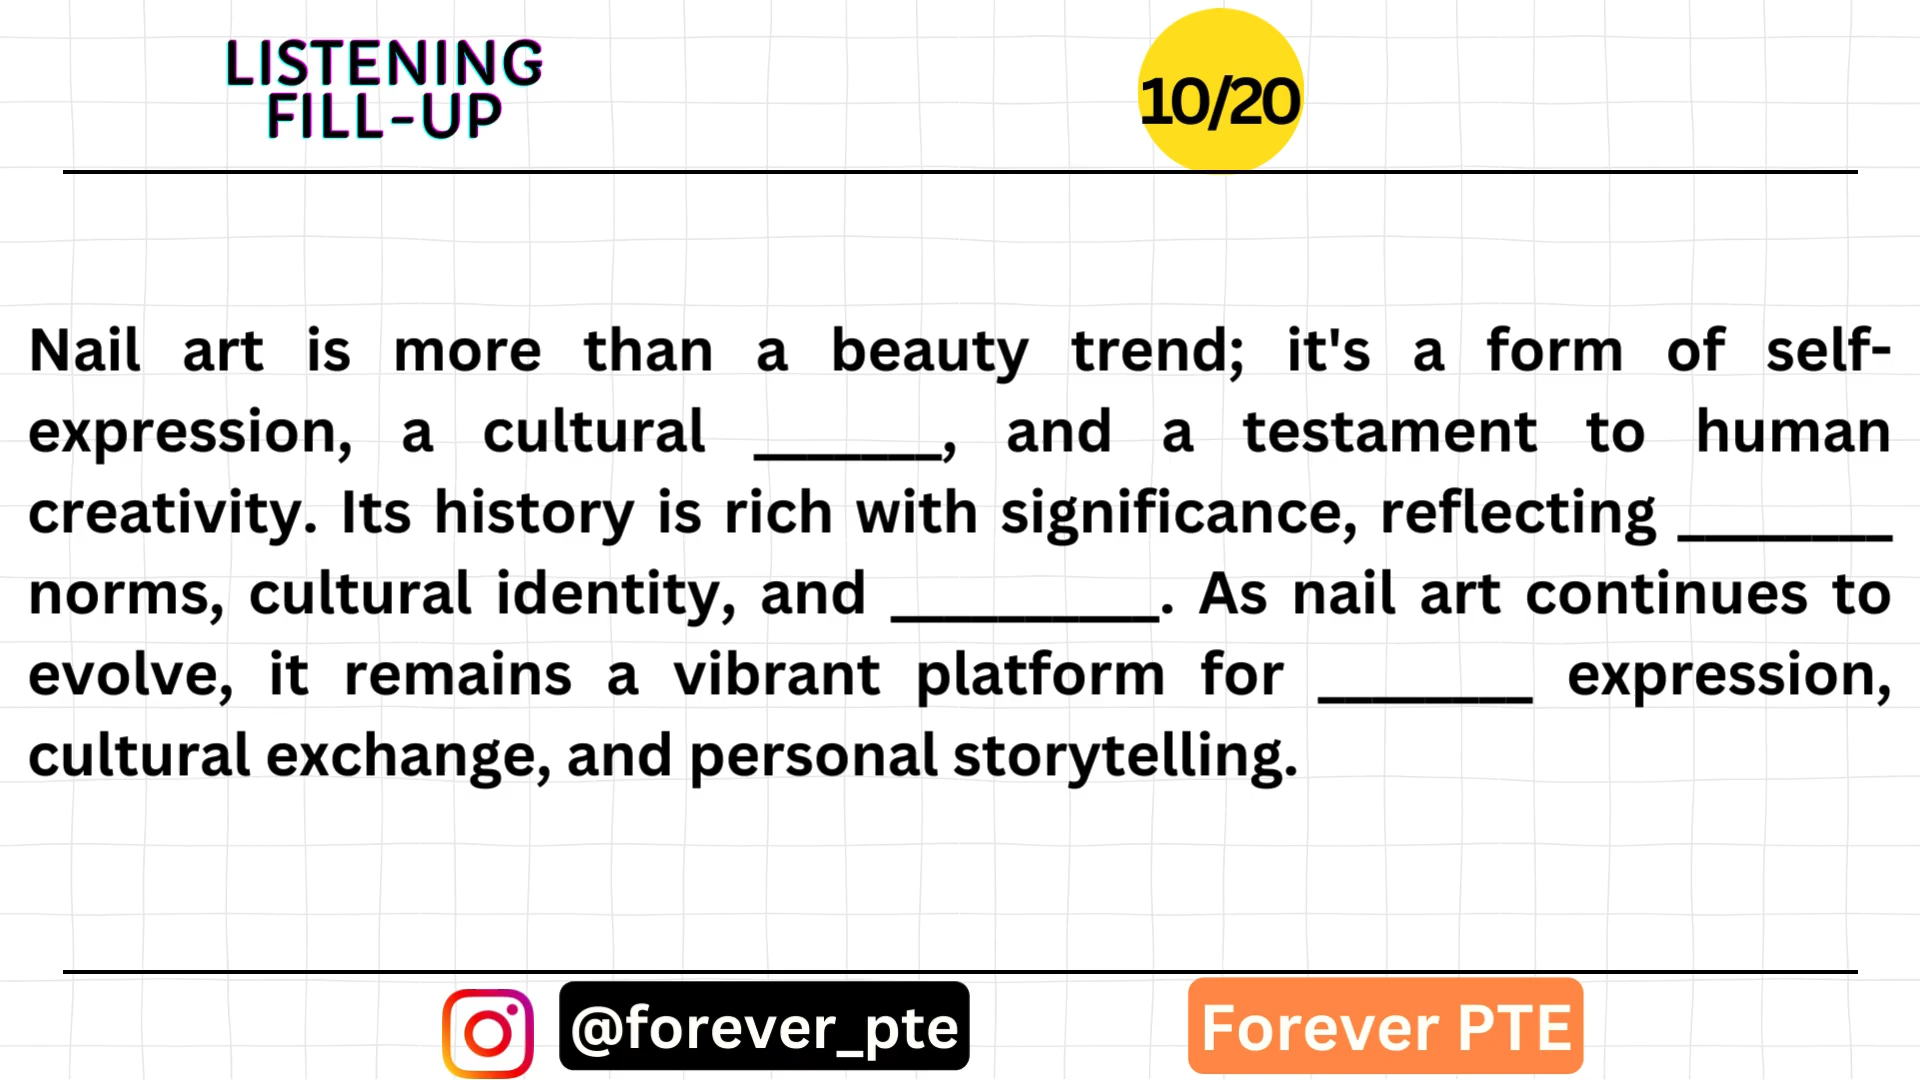 LISTENING
FILL-UP
10/20
Nail art is more than a beauty trend; it's a form of self-
expression, a cultural _______, and a testament to human
creativity. Its history is rich with significance, reflecting ________
norms, cultural identity, and __________. As nail art continues to
evolve, it remains a vibrant platform for ________ expression,
cultural exchange, and personal storytelling.
@forever_pte
Forever PTE